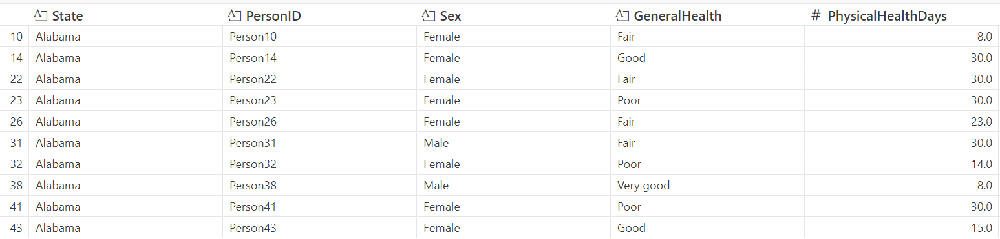 State PersonID Sex GeneralHealth # PhysicalHealthDays
10 Alabama Person10 Female Fair 8.0
14 Alabama Person14 Female Good 30.0
22 Alabama Person22 Female Fair 30.0
23 Alabama Person23 Female Poor 30.0
26 Alabama Person26 Female Fair 23.0
31 Alabama Person31 Male Fair 30.0
32 Alabama Person32 Female Poor 14.0
38 Alabama Person38 Male Very good 8.0
41 Alabama Person41 Female Poor 30.0
43 Alabama Person43 Female Good 15.0